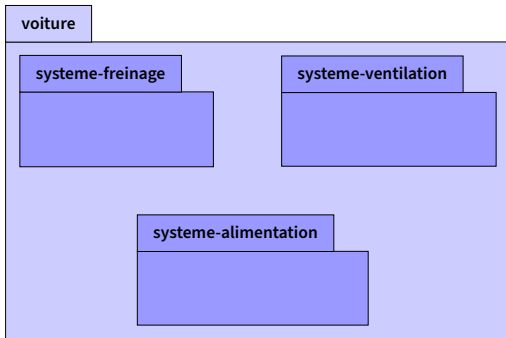 voiture
systeme-freinage
systeme-ventilation
systeme-alimentation